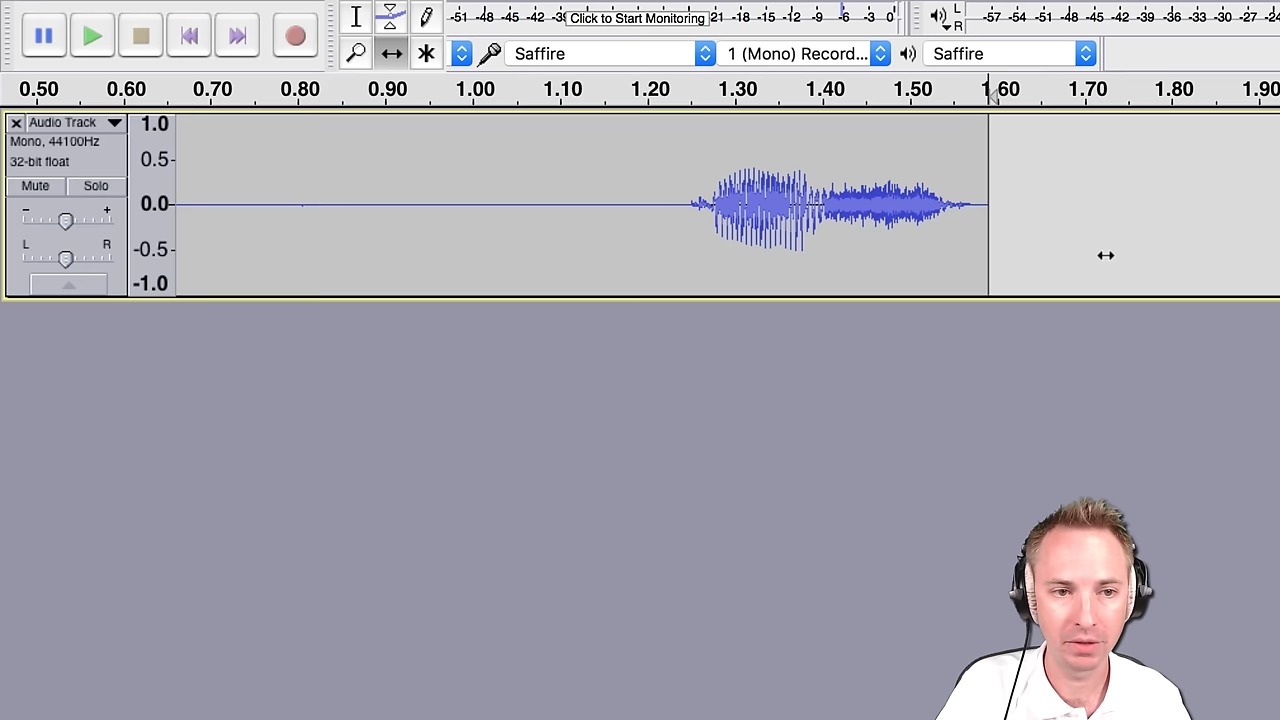 -51 -48 -45 -42 -39 Click to Start Monitoring 21 -18 -15 -12 -9 -6 -3 0
L
R
-57 -54 -51 -48 -45 -42 -39 -36 -33 -30 -27 -24
Saffire
1 (Mono) Record...
Saffire
0.50 0.60 0.70 0.80 0.90 1.00 1.10 1.20 1.30 1.40 1.50 1.60 1.70 1.80 1.90
Audio Track
1.0
Mono, 44100Hz
32-bit float
0.5
Mute Solo
- +
0.0
L R
-0.5
-1.0